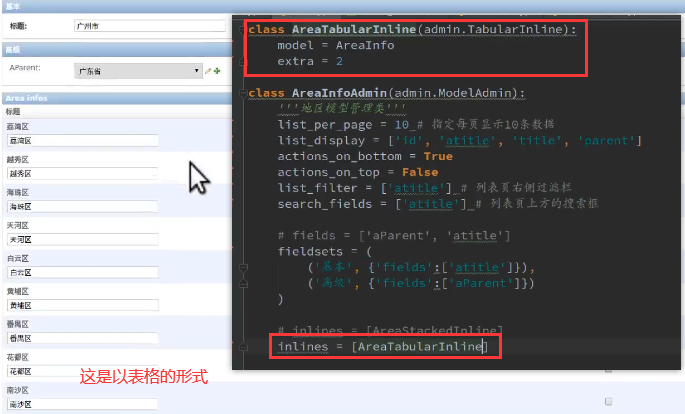 基本
标题:
广州市
高级
AParent:
广东省
Area infos
标题
荔湾区
荔湾区
越秀区
越秀区
海珠区
海珠区
天河区
天河区
白云区
白云区
黄埔区
黄埔区
番禺区
番禺区
花都区
花都区
南沙区
南沙区
这是以表格的形式
class AreaTabularInline(admin.TabularInline):
model = AreaInfo
extra = 2
class AreaInfoAdmin(admin.ModelAdmin):
'''地区模型管理类'''
list_per_page = 10 # 指定每页显示10条数据
list_display = ['id', 'atitle', 'title', 'parent']
actions_on_bottom = True
actions_on_top = False
list_filter = ['atitle'] # 列表页右侧过滤栏
search_fields = ['atitle'] # 列表页上方的搜索框
# fields = ['aParent', 'atitle']
fieldsets = (
('基本', {'fields':['atitle']}),
('高级', {'fields':['aParent']})
)
# inlines = [AreaStackedInline]
inlines = [AreaTabularInline]